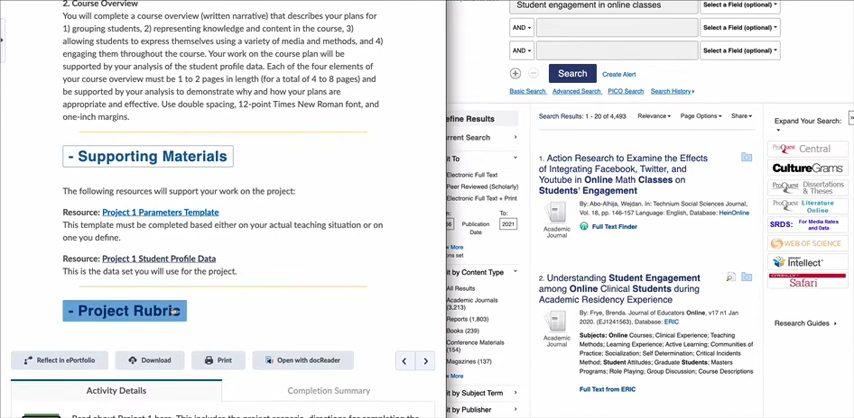 2. Course Overview
You will complete a course overview (written narrative) that describes your plans for
1) grouping students, 2) representing knowledge and content in the course, 3)
allowing students to express themselves using a variety of media and methods, and 4)
engaging them throughout the course. Your work on the course plan will be
supported by your analysis of the student profile data. Each of the four elements of
your course overview must be 1 to 2 pages in length (for a total of 4 to 8 pages) and
be supported by your analysis to demonstrate why and how your plans are
appropriate and effective. Use double spacing, 12-point Times New Roman font, and
one-inch margins.
- Supporting Materials
The following resources will support your work on the project:
Resource: Project 1 Parameters Template
This template must be completed based either on your actual teaching situation or on
one you define.
Resource: Project 1 Student Profile Data
This is the data set you will use for the project.
- Project Rubric
Reflect in ePortfolio
Download
Print
Open with docReader
Activity Details
Completion Summary
Student engagement in online classes
Select a Field (optional)
AND
Select a Field (optional)
AND
Select a Field (optional)
Search
Create Alert
Basic Search
Advanced Search
PICO Search
Search History
efine Results
rrent Search
it To
Electronic Full Text
Peer Reviewed (Scholarly)
Electronic Full Text + Print
m:
To:
Publication
Date
2021
it by Content Type
All Results
Academic Journals
(3,213)
Reports (1,803)
Books (239)
Conference Materials
(154)
Magazines (137)
it by Subject Term
it by Publisher
Search Results: 1 - 20 of 4,493
Relevance
Page Options
Share
1. Action Research to Examine the Effects
of Integrating Facebook, Twitter, and
Youtube in Online Math Classes on
Students' Engagement
Academic
Journal
By: Abo-Alhija, Wejdan. In: Technium Social Sciences Journal,
Vol. 18, pp. 146-157 Language: English, Database: HeinOnline
Full Text Finder
2. Understanding Student Engagement
among Online Clinical Students during
Academic Residency Experience
Academic
Journal
By: Frye, Brenda. Journal of Educators Online, v17 n1 Jan
2020. (EJ1241563), Database: ERIC
Subjects: Online Courses; Clinical Experience; Teaching
Methods; Learning Experience; Active Learning; Communities of
Practice; Socialization; Self Determination; Critical Incidents
Method; Student Attitudes; Graduate Students; Masters
Programs; Role Playing; Group Discussion; Course Descriptions
Full Text from ERIC
Expand Your Search:
ProQuest Central
CultureGrams
ProQuest Dissertations
& Theses
ProQuest Literature
Online
SRDS: For Media Rates
and Data
WEB OF SCIENCE
Intellect
O'REILLY
Safari
Research Guides